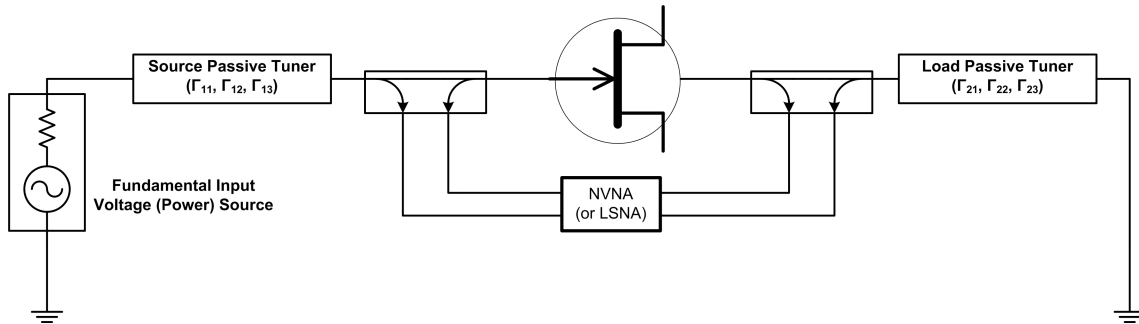 Source Passive Tuner
(Γ11, Γ12, Γ13)
Load Passive Tuner
(Γ21, Γ22, Γ23)
Fundamental Input
Voltage (Power) Source
NVNA
(or LSNA)